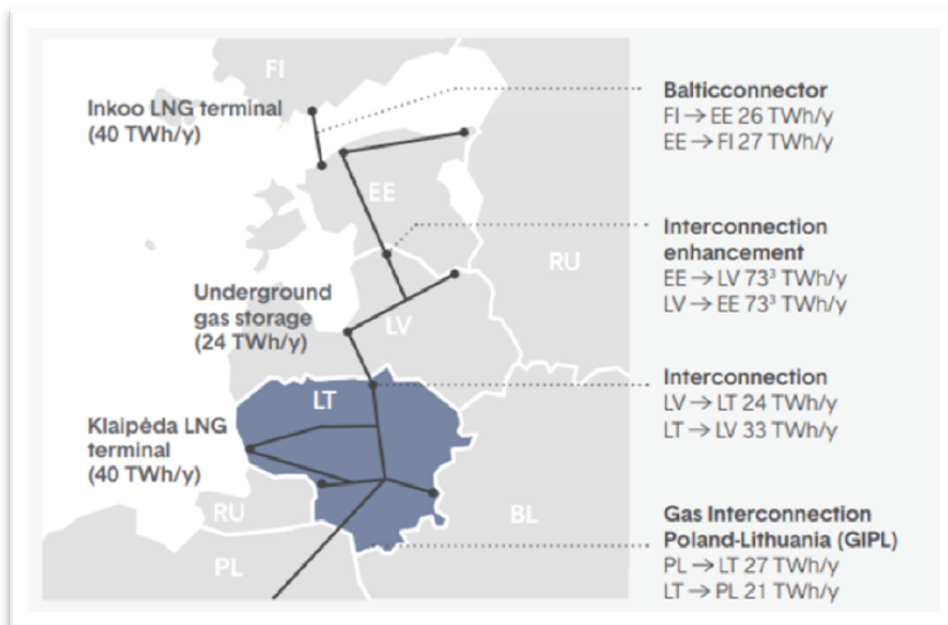 FI
Inkoo LNG terminal
(40 TWh/y)
Balticconnector
FI → EE 26 TWh/y
EE → FI 27 TWh/y
EE
Interconnection
enhancement
EE → LV 73³ TWh/y
LV → EE 73³ TWh/y
RU
Underground
gas storage
(24 TWh/y)
LV
Interconnection
LV → LT 24 TWh/y
LT → LV 33 TWh/y
LT
Klaipėda LNG
terminal
(40 TWh/y)
RU
BL
Gas Interconnection
Poland-Lithuania (GIPL)
PL → LT 27 TWh/y
LT → PL 21 TWh/y
PL